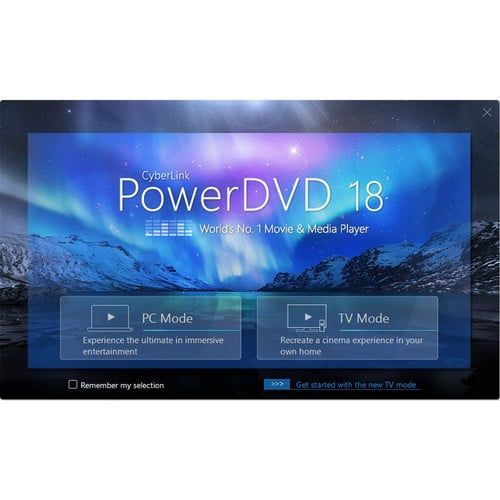 CyberLink
PowerDVD 18
World's No. 1 Movie & Media Player
PC Mode
Experience the ultimate in immersive
entertainment
TV Mode
Recreate a cinema experience in your
own home
Remember my selection
>>> Get started with the new TV mode